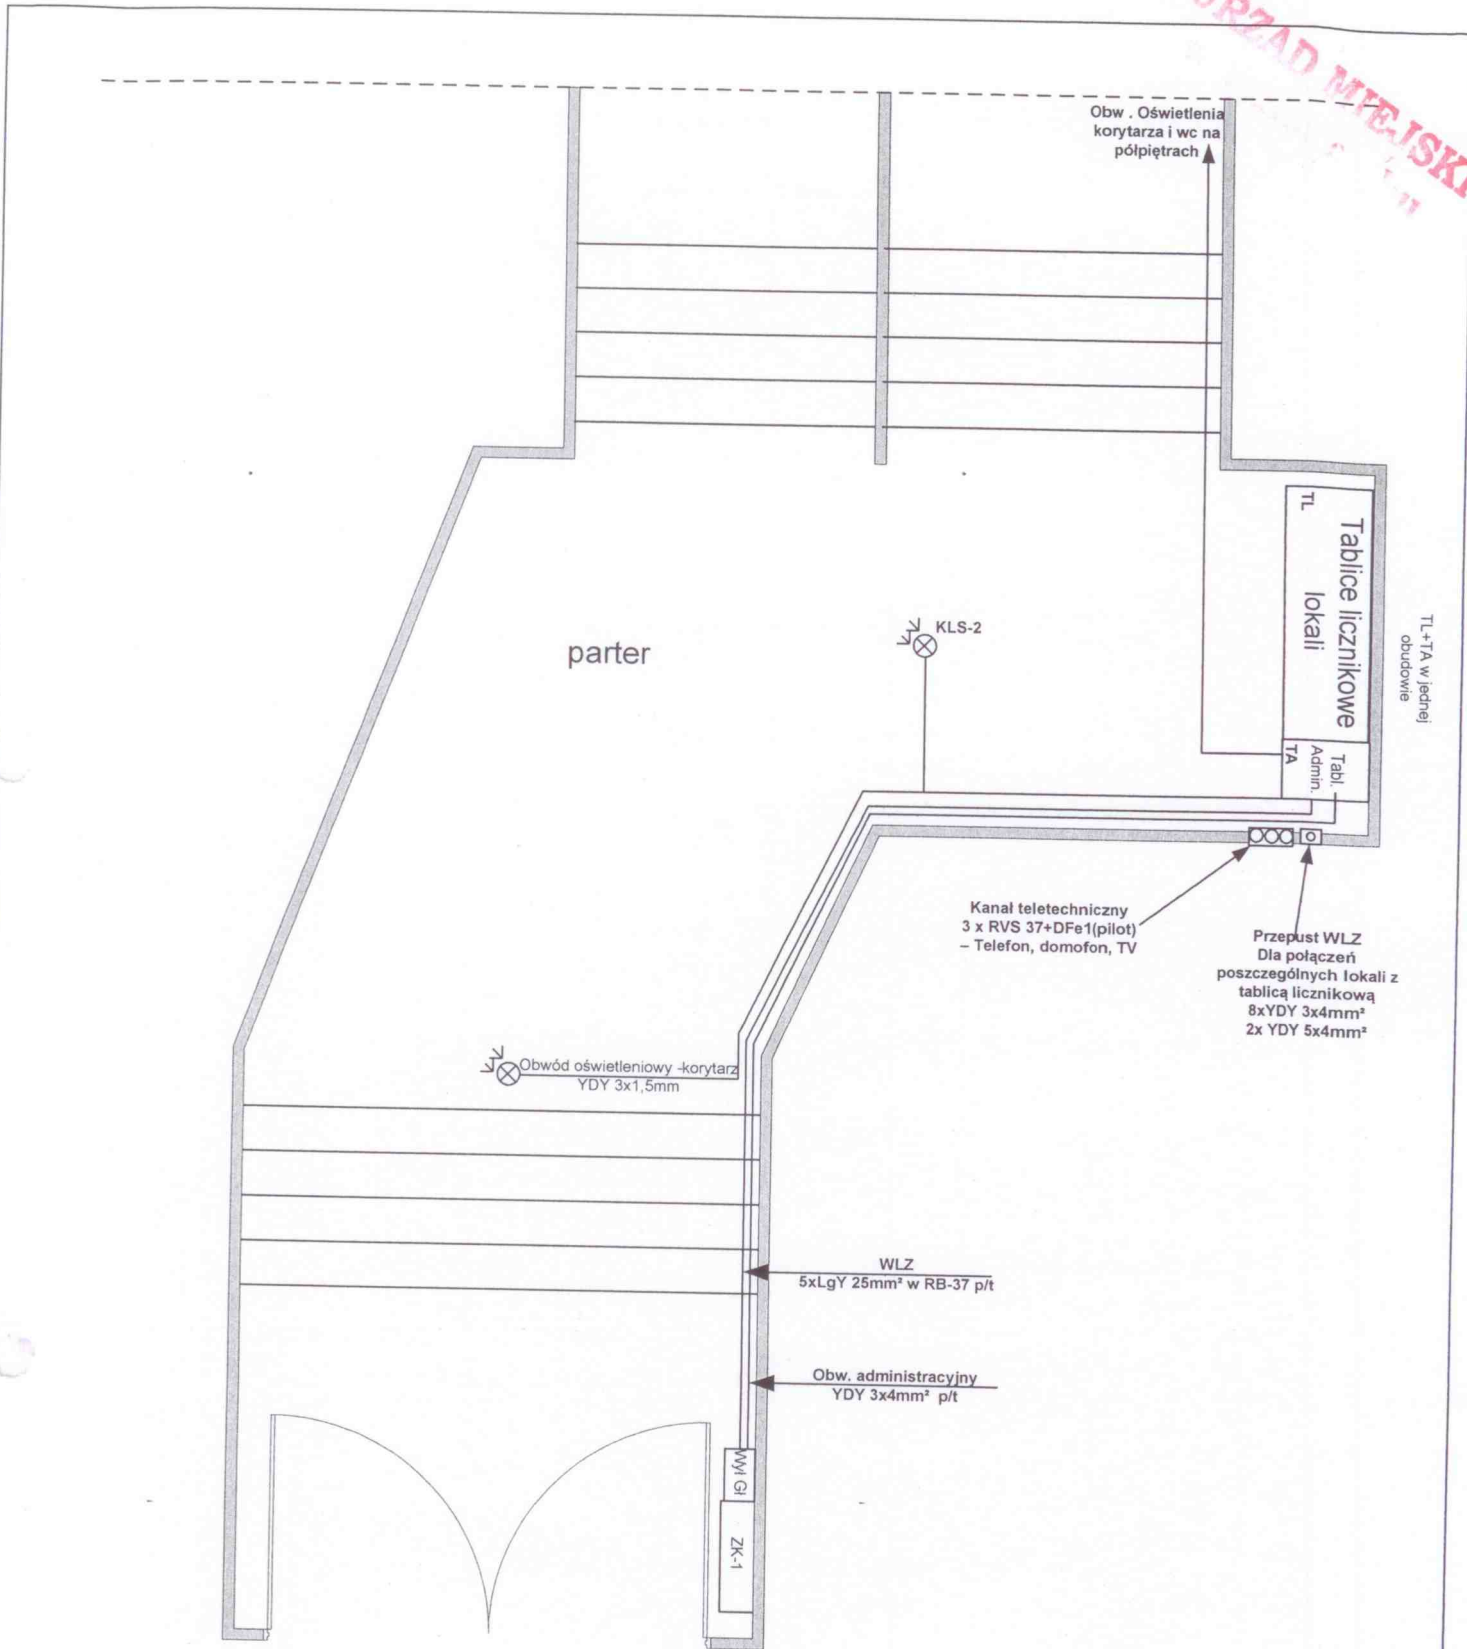 URZĄD MIEJSKI
Obw . Oświetlenia
korytarza i wc na
półpiętrach
TL
Tablice licznikowe
lokali
TL+TA w jednej
obudowie
KLS-2
parter
TA
Tabl.
Admin.
Kanał teletechniczny
3 x RVS 37+DFe1(pilot)
– Telefon, domofon, TV
Przepust WLZ
Dla połączeń
poszczególnych lokali z
tablicą licznikową
8xYDY 3x4mm²
2x YDY 5x4mm²
Obwód oświetleniowy -korytarz
YDY 3x1,5mm
WLZ
5xLgY 25mm² w RB-37 p/t
Obw. administracyjny
YDY 3x4mm² p/t
Wył Gł
ZK-1